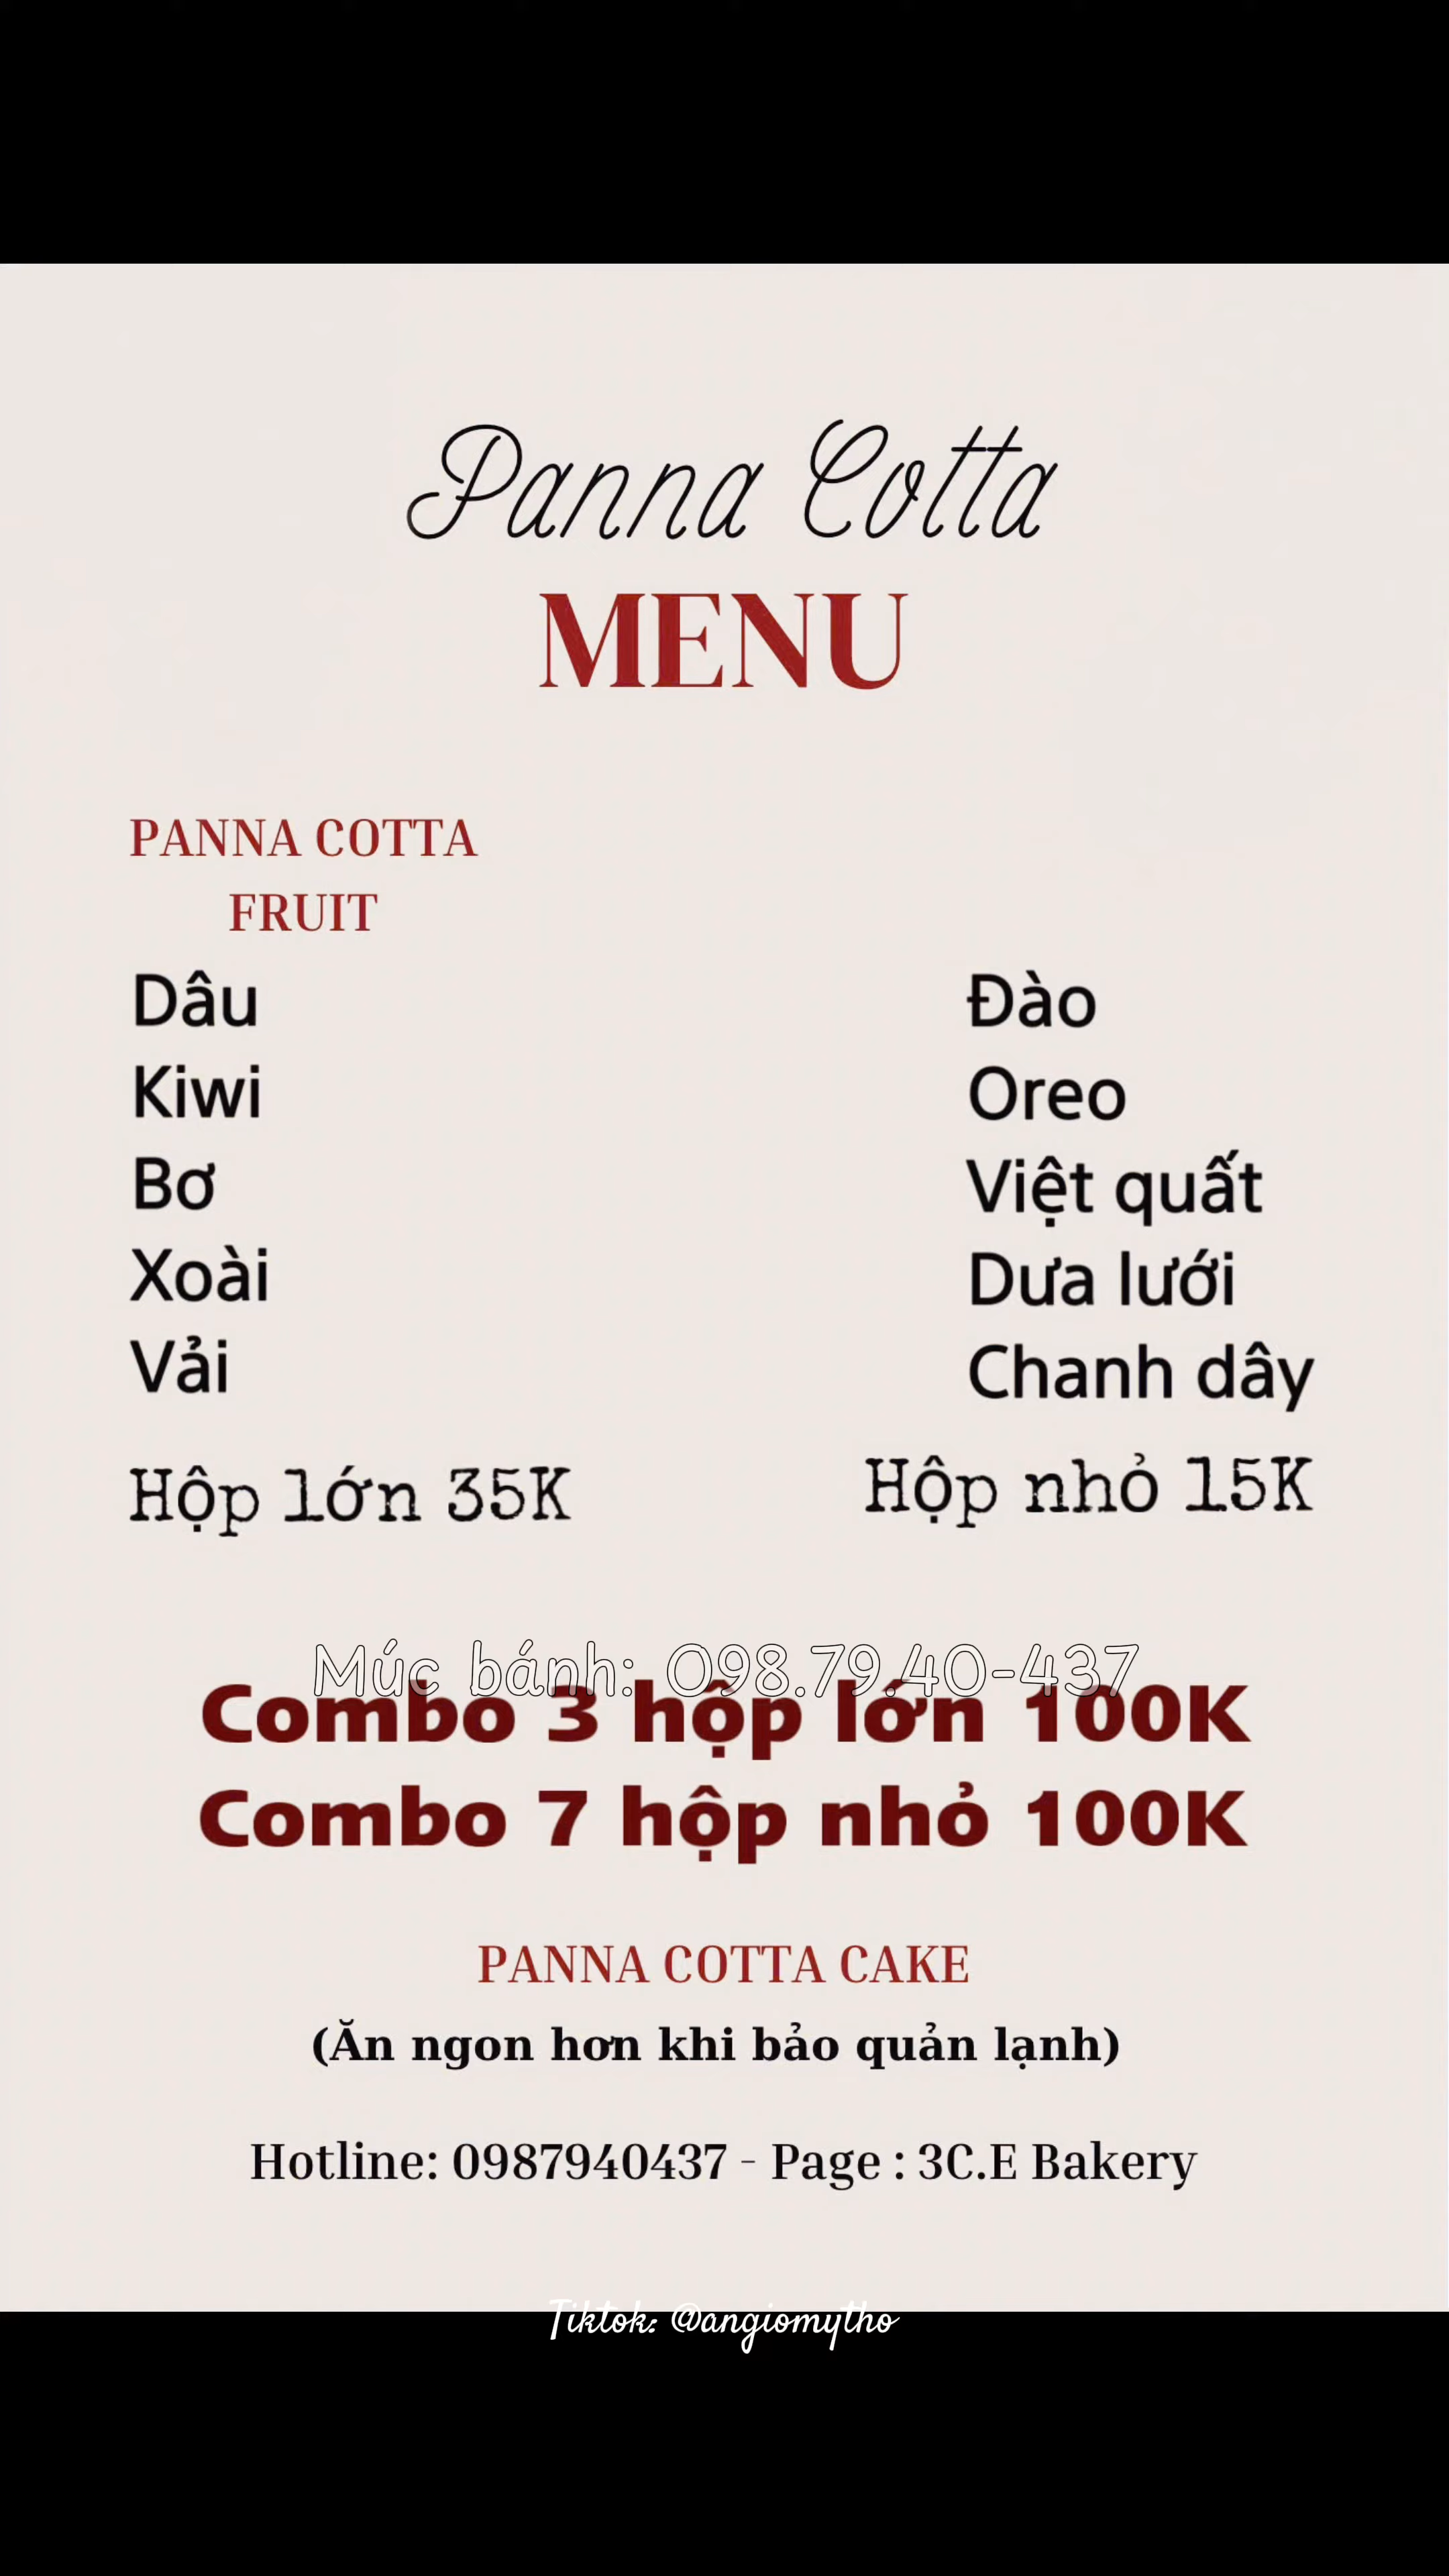 Panna Cotta
MENU
PANNA COTTA
FRUIT
Dâu
Kiwi
Bơ
Xoài
Vải
Đào
Oreo
Việt quất
Dưa lưới
Chanh dây
Hộp lớn 35K
Hộp nhỏ 15K
Múc bánh: 098.79.40-437
Combo 3 hộp lớn 100K
Combo 7 hộp nhỏ 100K
PANNA COTTA CAKE
(Ăn ngon hơn khi bảo quản lạnh)
Hotline: 0987940437 - Page : 3C.E Bakery
Tiktok: @angiomytho